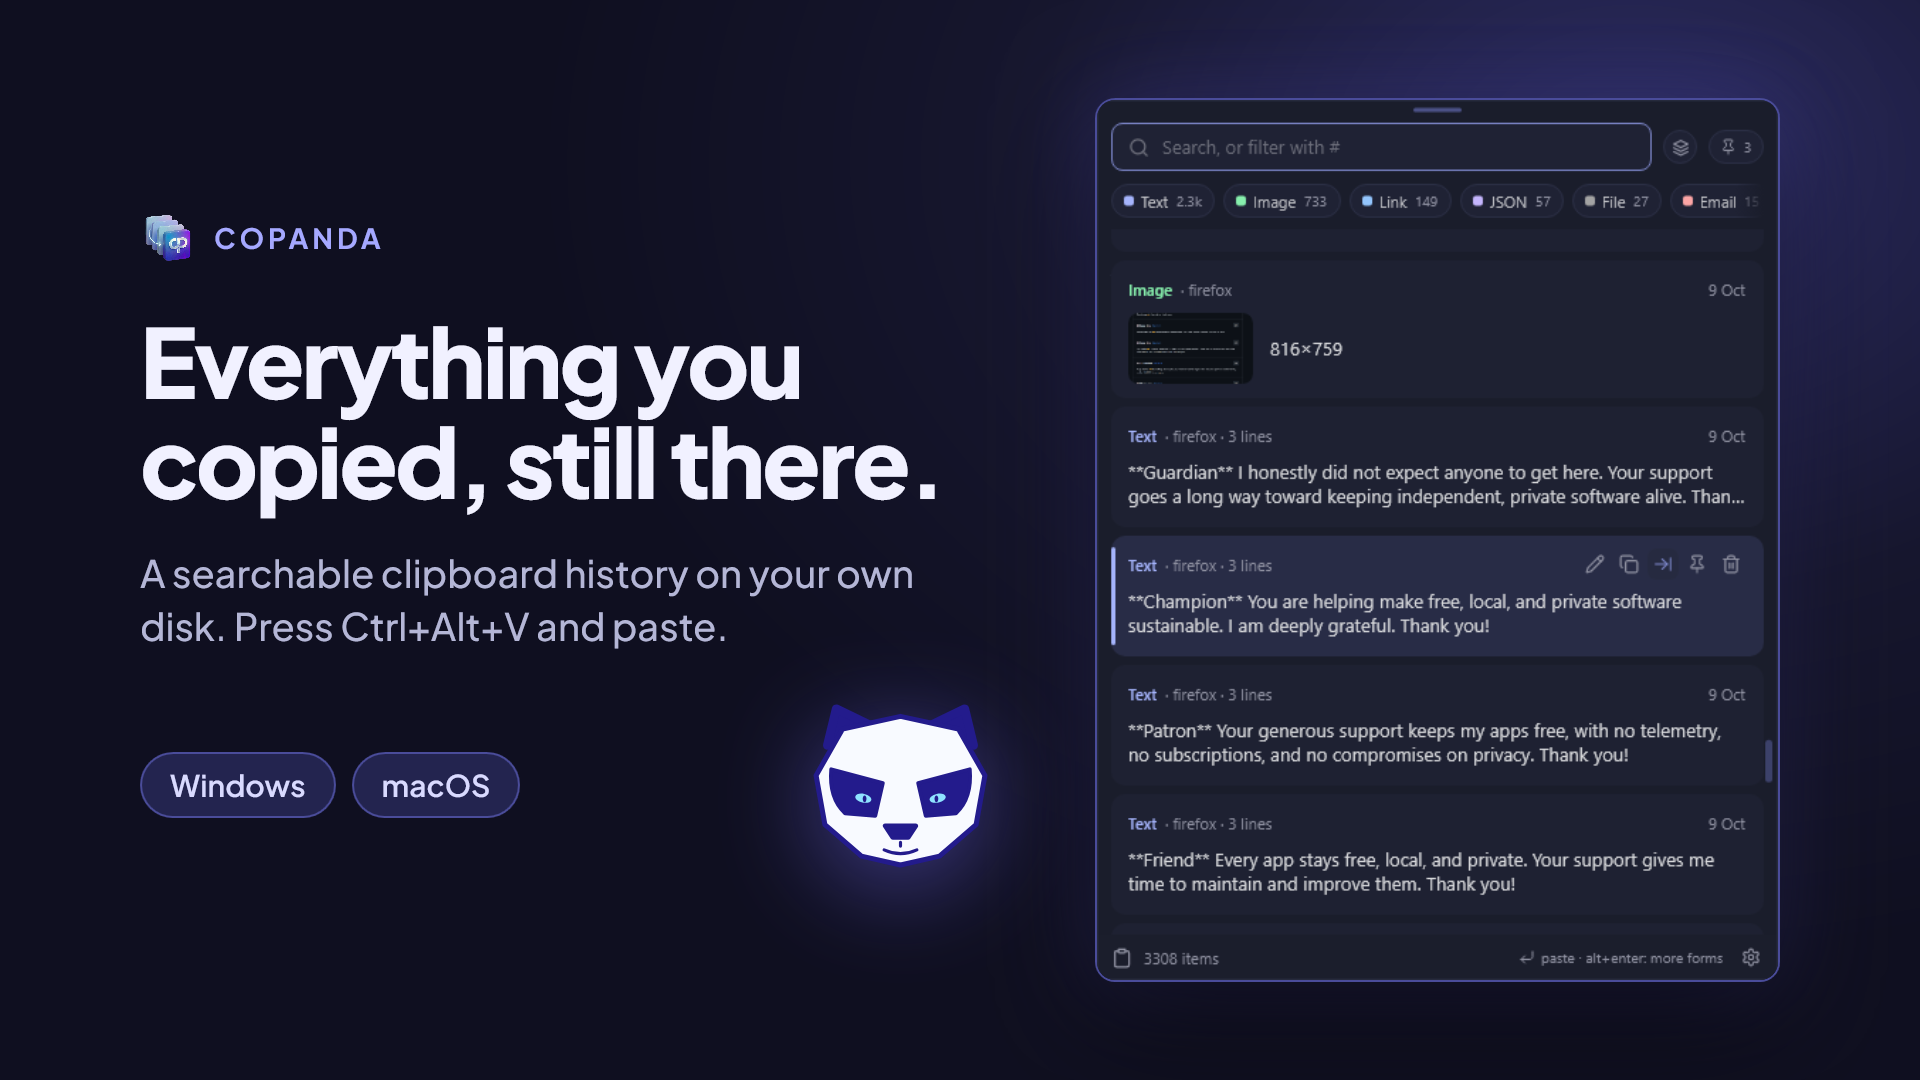 COPANDA
Everything you
copied, still there.
A searchable clipboard history on your own
disk. Press Ctrl+Alt+V and paste.
Windows
macOS
Search, or filter with #
3
Text 2.3k
Image 733
Link 149
JSON 57
File 27
Email 15
Image · firefox
9 Oct
816×759
Text · firefox · 3 lines
9 Oct
**Guardian** I honestly did not expect anyone to get here. Your support
goes a long way toward keeping independent, private software alive. Than...
Text · firefox · 3 lines
**Champion** You are helping make free, local, and private software
sustainable. I am deeply grateful. Thank you!
Text · firefox · 3 lines
9 Oct
**Patron** Your generous support keeps my apps free, with no telemetry,
no subscriptions, and no compromises on privacy. Thank you!
Text · firefox · 3 lines
9 Oct
**Friend** Every app stays free, local, and private. Your support gives me
time to maintain and improve them. Thank you!
3308 items
paste · alt+enter: more forms